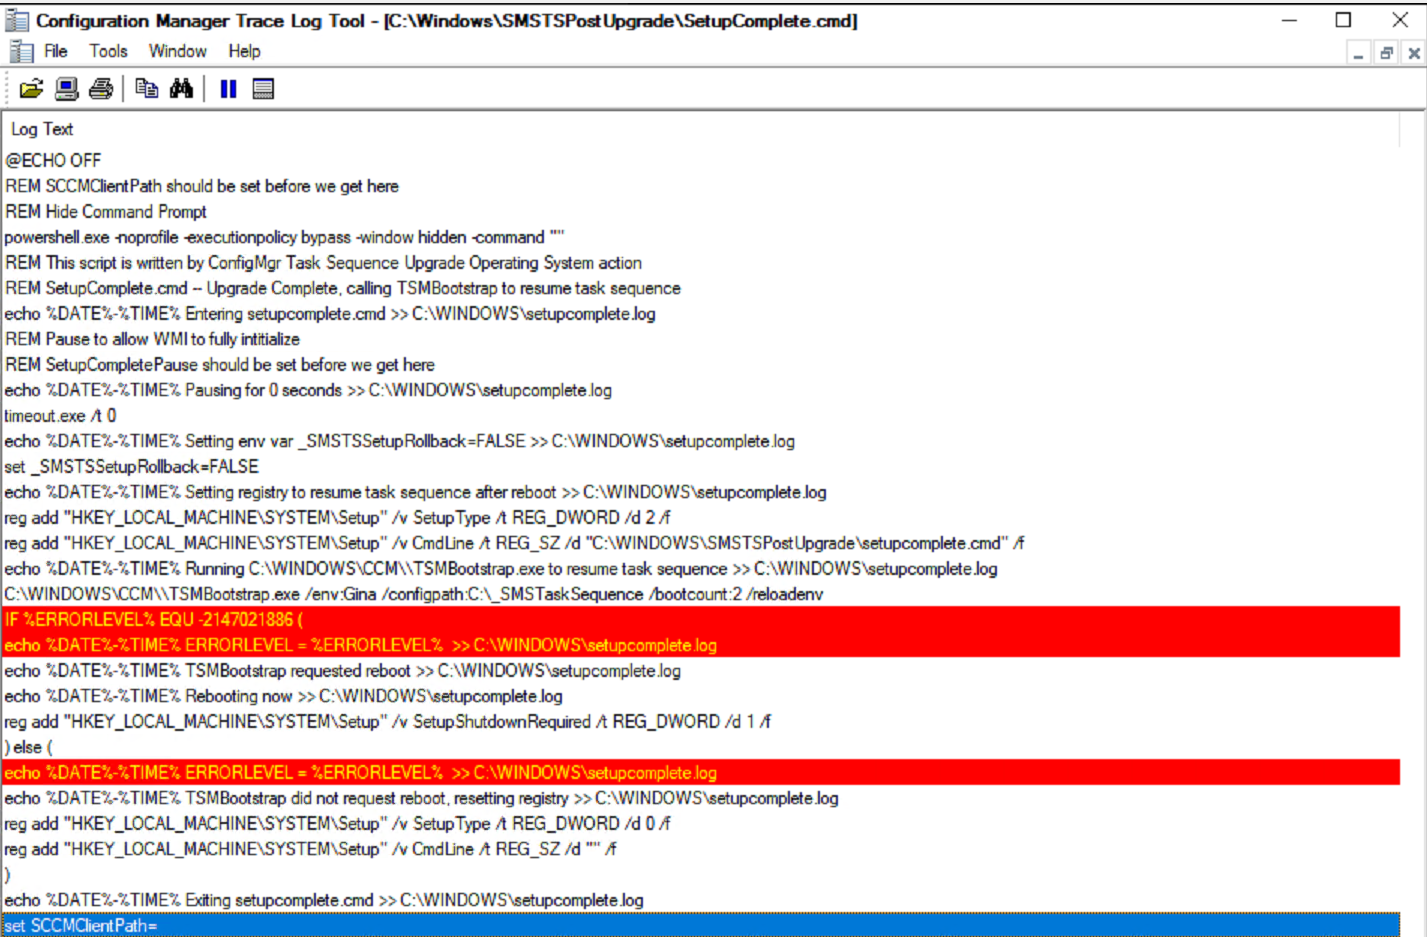 Configuration Manager Trace Log Tool - [C:\Windows\SMSTSPostUpgrade\SetupComplete.cmd]
File Tools Window Help
Log Text
@ECHO OFF
REM SCCMClientPath should be set before we get here
REM Hide Command Prompt
powershell.exe -noprofile -executionpolicy bypass -window hidden -command ""
REM This script is written by ConfigMgr Task Sequence Upgrade Operating System action
REM SetupComplete.cmd -- Upgrade Complete, calling TSMBootstrap to resume task sequence
echo %DATE%-%TIME% Entering setupcomplete.cmd >> C:\WINDOWS\setupcomplete.log
REM Pause to allow WMI to fully intitialize
REM SetupCompletePause should be set before we get here
echo %DATE%-%TIME% Pausing for 0 seconds >> C:\WINDOWS\setupcomplete.log
timeout.exe /t 0
echo %DATE%-%TIME% Setting env var _SMSTSSetupRollback=FALSE >> C:\WINDOWS\setupcomplete.log
set _SMSTSSetupRollback=FALSE
echo %DATE%-%TIME% Setting registry to resume task sequence after reboot >> C:\WINDOWS\setupcomplete.log
reg add "HKEY_LOCAL_MACHINE\SYSTEM\Setup" /v SetupType /t REG_DWORD /d 2 /f
reg add "HKEY_LOCAL_MACHINE\SYSTEM\Setup" /v CmdLine /t REG_SZ /d "C:\WINDOWS\SMSTSPostUpgrade\setupcomplete.cmd" /f
echo %DATE%-%TIME% Running C:\WINDOWS\CCM\\TSMBootstrap.exe to resume task sequence >> C:\WINDOWS\setupcomplete.log
C:\WINDOWS\CCM\\TSMBootstrap.exe /env:Gina /configpath:C:\_SMSTaskSequence /bootcount:2 /reloadenv
IF %ERRORLEVEL% EQU -2147021886 (
echo %DATE%-%TIME% ERRORLEVEL = %ERRORLEVEL%  >> C:\WINDOWS\setupcomplete.log
echo %DATE%-%TIME% TSMBootstrap requested reboot >> C:\WINDOWS\setupcomplete.log
echo %DATE%-%TIME% Rebooting now >> C:\WINDOWS\setupcomplete.log
reg add "HKEY_LOCAL_MACHINE\SYSTEM\Setup" /v SetupShutdownRequired /t REG_DWORD /d 1 /f
) else (
echo %DATE%-%TIME% ERRORLEVEL = %ERRORLEVEL%  >> C:\WINDOWS\setupcomplete.log
echo %DATE%-%TIME% TSMBootstrap did not request reboot, resetting registry >> C:\WINDOWS\setupcomplete.log
reg add "HKEY_LOCAL_MACHINE\SYSTEM\Setup" /v SetupType /t REG_DWORD /d 0 /f
reg add "HKEY_LOCAL_MACHINE\SYSTEM\Setup" /v CmdLine /t REG_SZ /d "" /f
)
echo %DATE%-%TIME% Exiting setupcomplete.cmd >> C:\WINDOWS\setupcomplete.log
set SCCMClientPath=